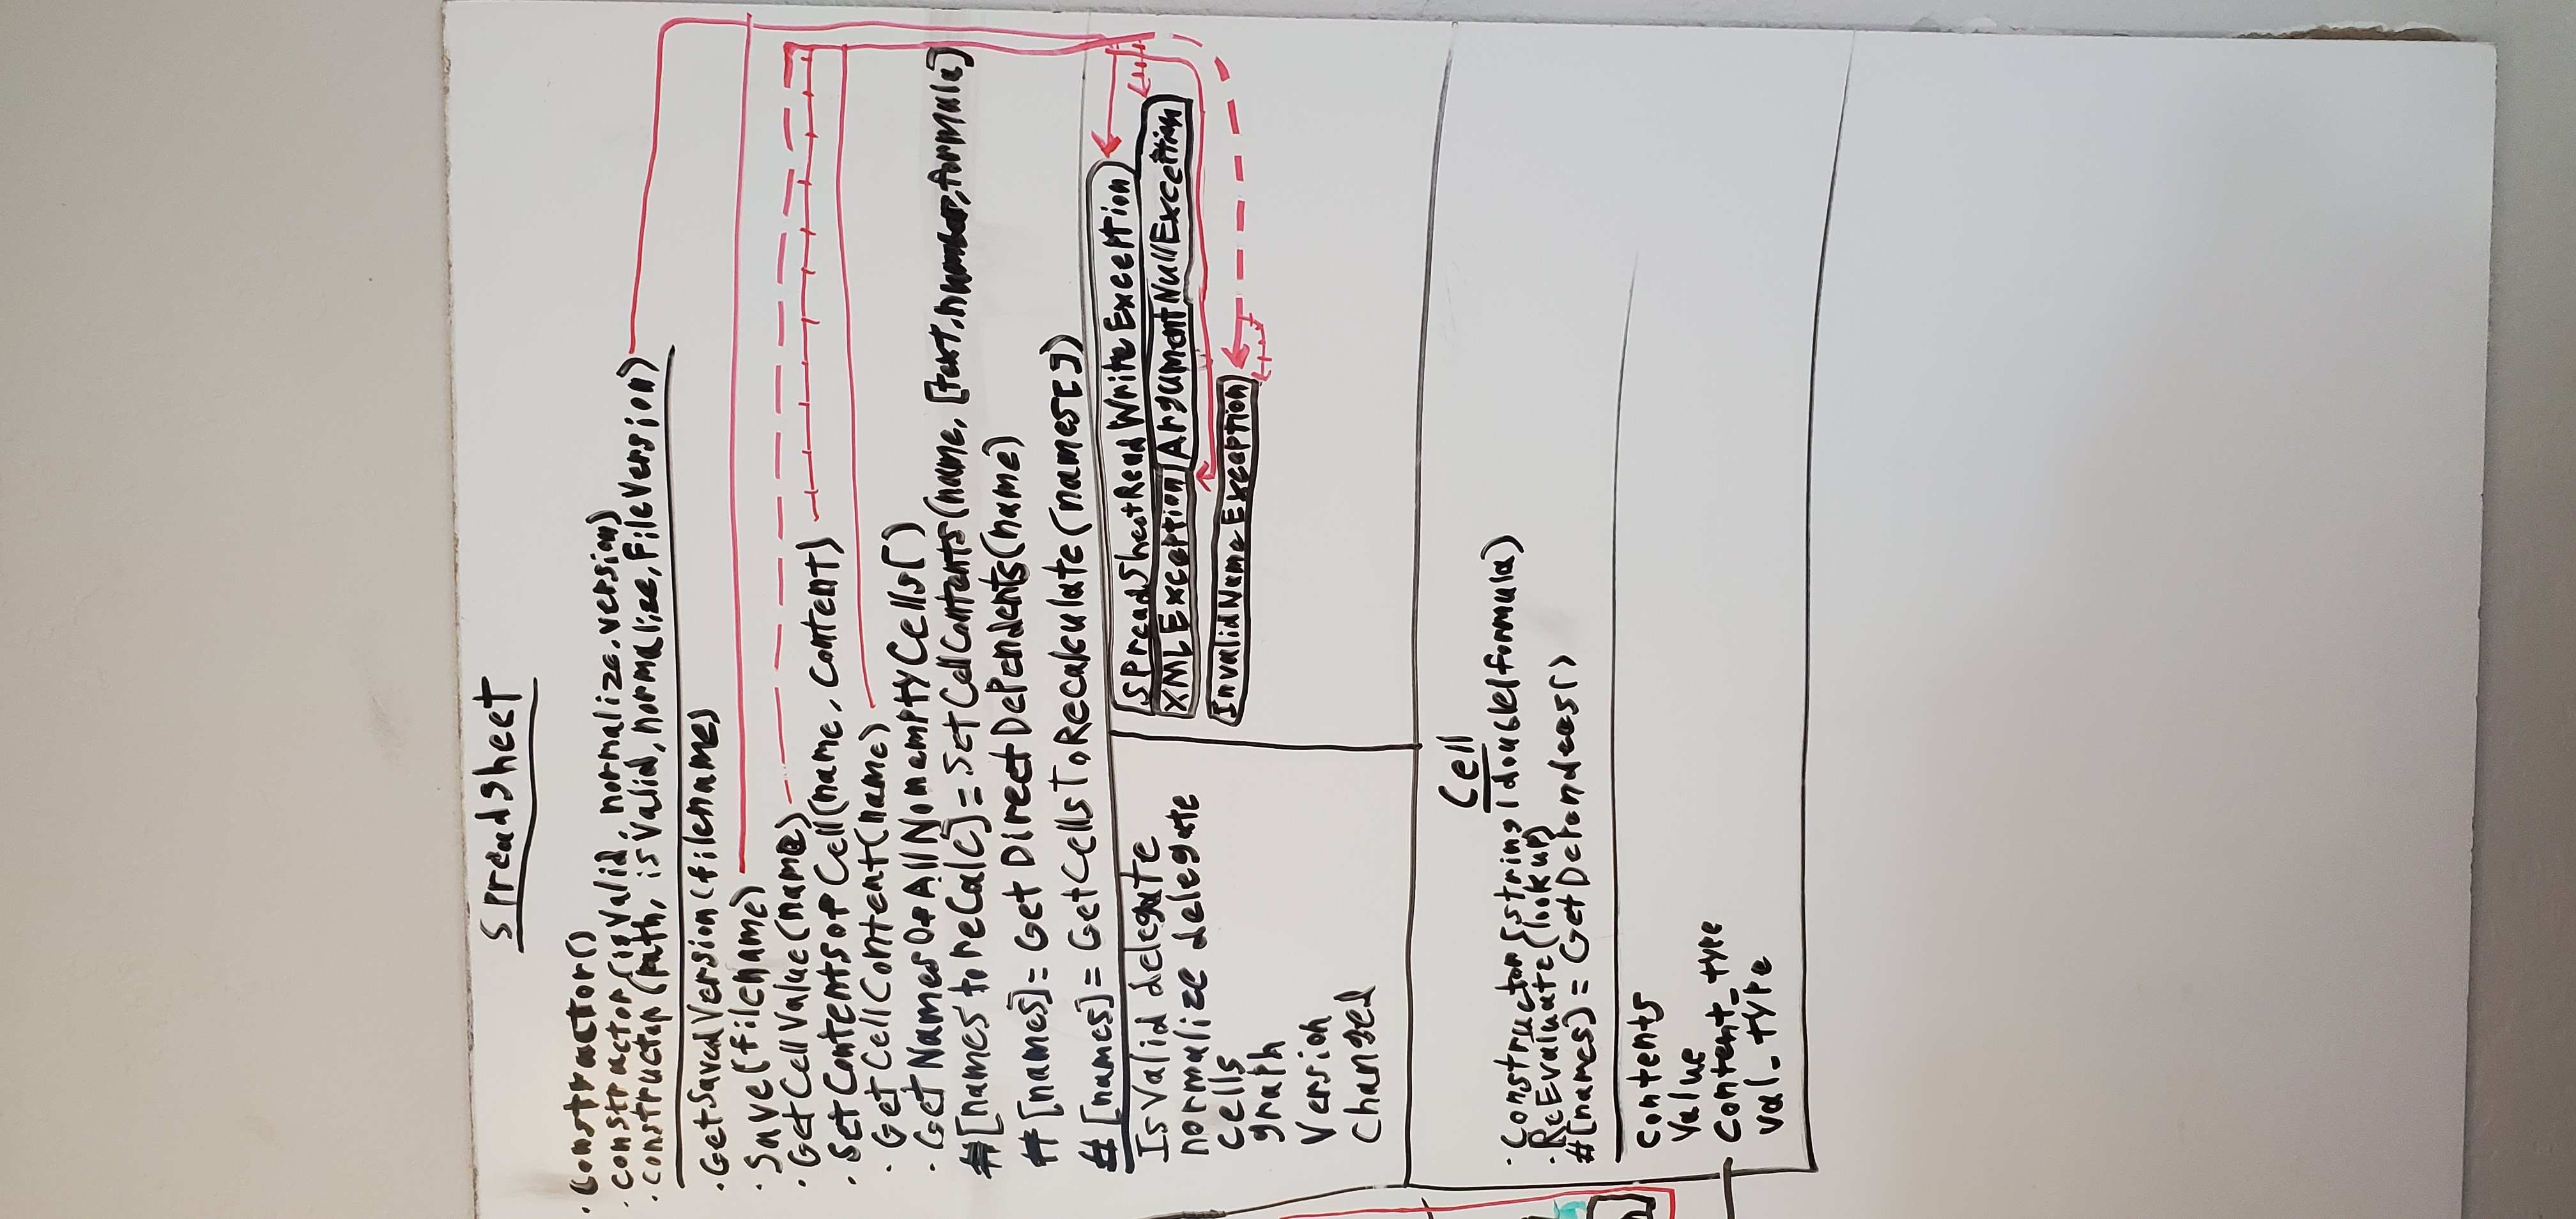 Spreadsheet
· Constructor()
· constructor(isValid, normalize, version)
· constructor(path, isValid, normalize, FileVersion)
· GetSavedVersion(filename)
· Save(filename)
· GetCellValue(name)
· SetContentsOfCell(name, content)
· GetCellContent(name)
· GetNamesOfAllNonemptyCells()
#[names to reCalc] = SetCellContents(name, [text, number, formula]
# [names] = Get DirectDependents(name)
# [names] = GetCellsToRecalculate(names[])
IsValid delegate
normalize delegate
cells
graph
Version
Changed
SpreadSheetReadWriteException
XMLException ArgumentNullException
InvalidNameException
Cell
· Constructor(string|double|formula)
· ReEvaluate(lookup)
#[names] = GetDependees()
contents
Value
content_type
val_type